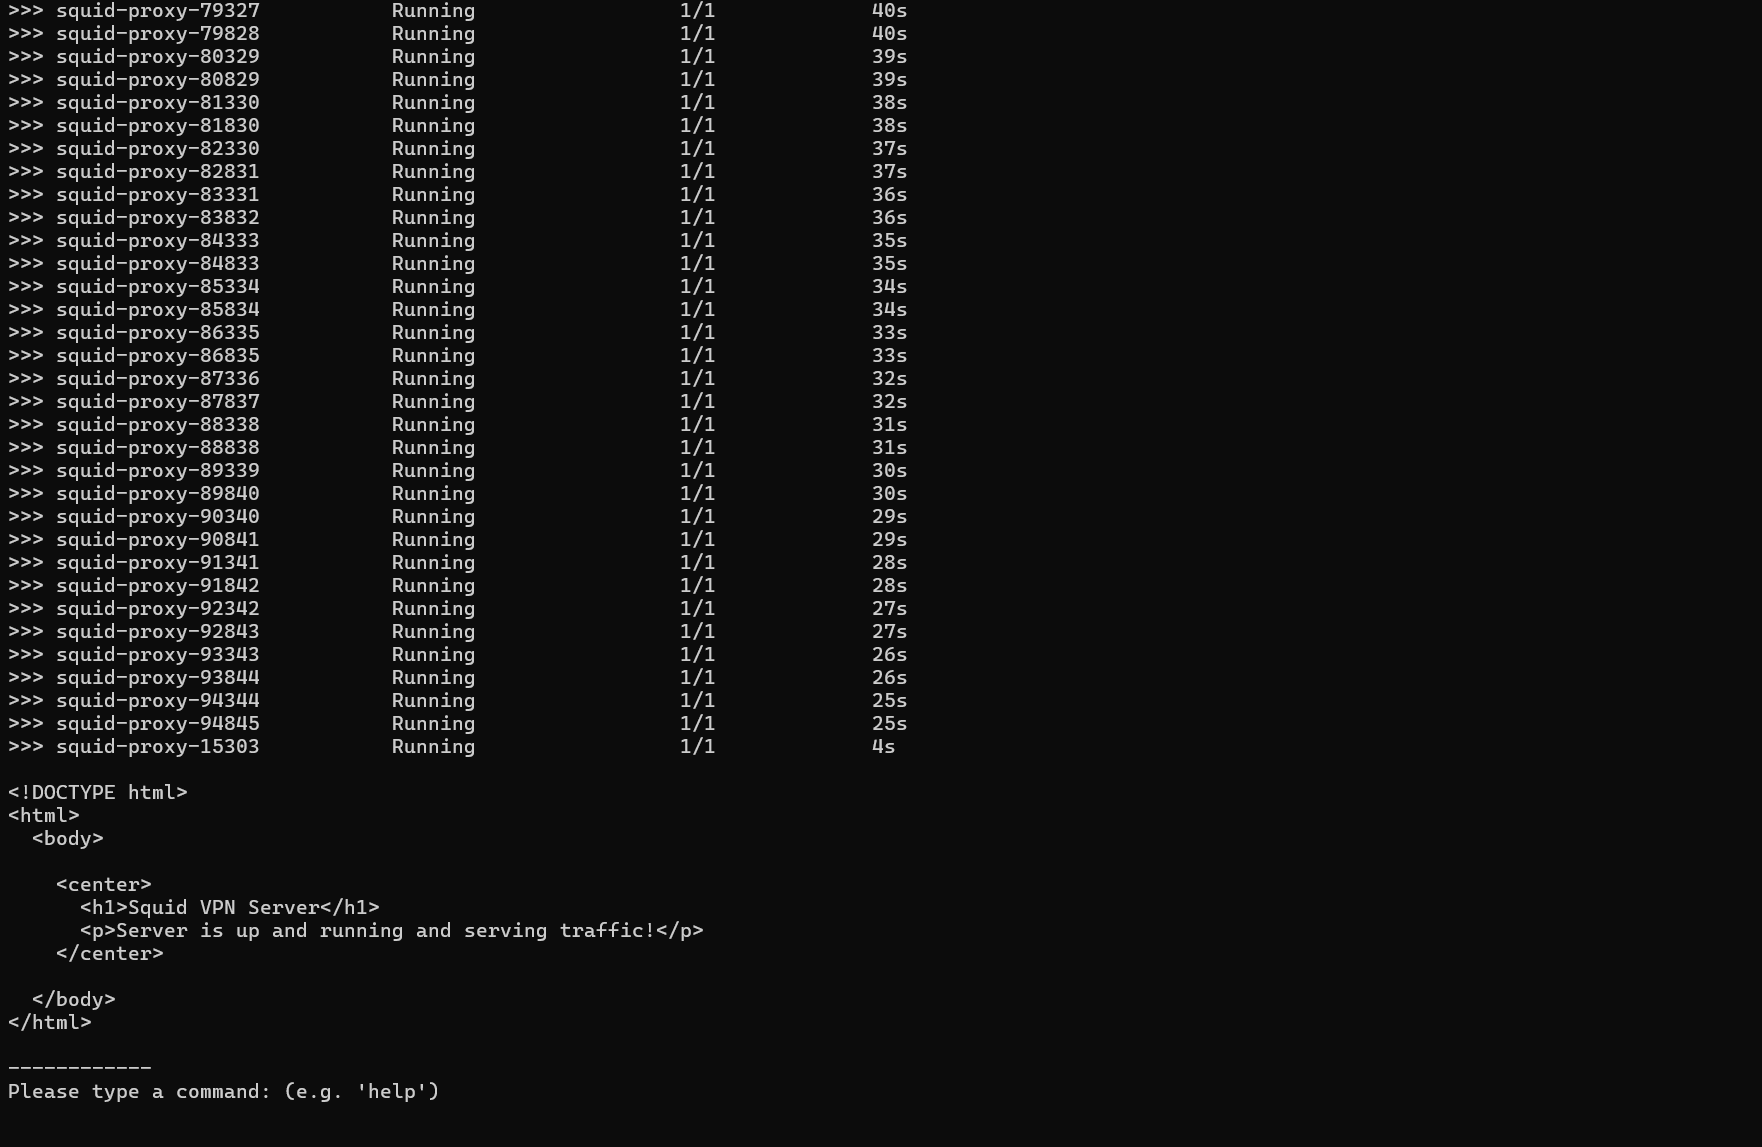 >>> squid-proxy-79327           Running                 1/1             40s
>>> squid-proxy-79828           Running                 1/1             40s
>>> squid-proxy-80329           Running                 1/1             39s
>>> squid-proxy-80829           Running                 1/1             39s
>>> squid-proxy-81330           Running                 1/1             38s
>>> squid-proxy-81830           Running                 1/1             38s
>>> squid-proxy-82330           Running                 1/1             37s
>>> squid-proxy-82831           Running                 1/1             37s
>>> squid-proxy-83331           Running                 1/1             36s
>>> squid-proxy-83832           Running                 1/1             36s
>>> squid-proxy-84333           Running                 1/1             35s
>>> squid-proxy-84833           Running                 1/1             35s
>>> squid-proxy-85334           Running                 1/1             34s
>>> squid-proxy-85834           Running                 1/1             34s
>>> squid-proxy-86335           Running                 1/1             33s
>>> squid-proxy-86835           Running                 1/1             33s
>>> squid-proxy-87336           Running                 1/1             32s
>>> squid-proxy-87837           Running                 1/1             32s
>>> squid-proxy-88338           Running                 1/1             31s
>>> squid-proxy-88838           Running                 1/1             31s
>>> squid-proxy-89339           Running                 1/1             30s
>>> squid-proxy-89840           Running                 1/1             30s
>>> squid-proxy-90340           Running                 1/1             29s
>>> squid-proxy-90841           Running                 1/1             29s
>>> squid-proxy-91341           Running                 1/1             28s
>>> squid-proxy-91842           Running                 1/1             28s
>>> squid-proxy-92342           Running                 1/1             27s
>>> squid-proxy-92843           Running                 1/1             27s
>>> squid-proxy-93343           Running                 1/1             26s
>>> squid-proxy-93844           Running                 1/1             26s
>>> squid-proxy-94344           Running                 1/1             25s
>>> squid-proxy-94845           Running                 1/1             25s
>>> squid-proxy-15303           Running                 1/1             4s

<!DOCTYPE html>
<html>
  <body>

    <center>
      <h1>Squid VPN Server</h1>
      <p>Server is up and running and serving traffic!</p>
    </center>

  </body>
</html>

------------
Please type a command: (e.g. 'help')